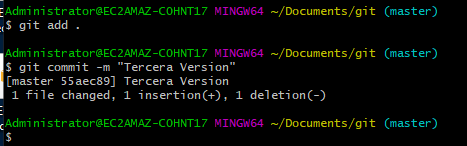 Administrator@EC2AMAZ-COHNT17 MINGW64 ~/Documents/git (master)
$ git add .
Administrator@EC2AMAZ-COHNT17 MINGW64 ~/Documents/git (master)
$ git commit -m "Tercera Version"
[master 55aec89] Tercera Version
 1 file changed, 1 insertion(+), 1 deletion(-)
Administrator@EC2AMAZ-COHNT17 MINGW64 ~/Documents/git (master)
$